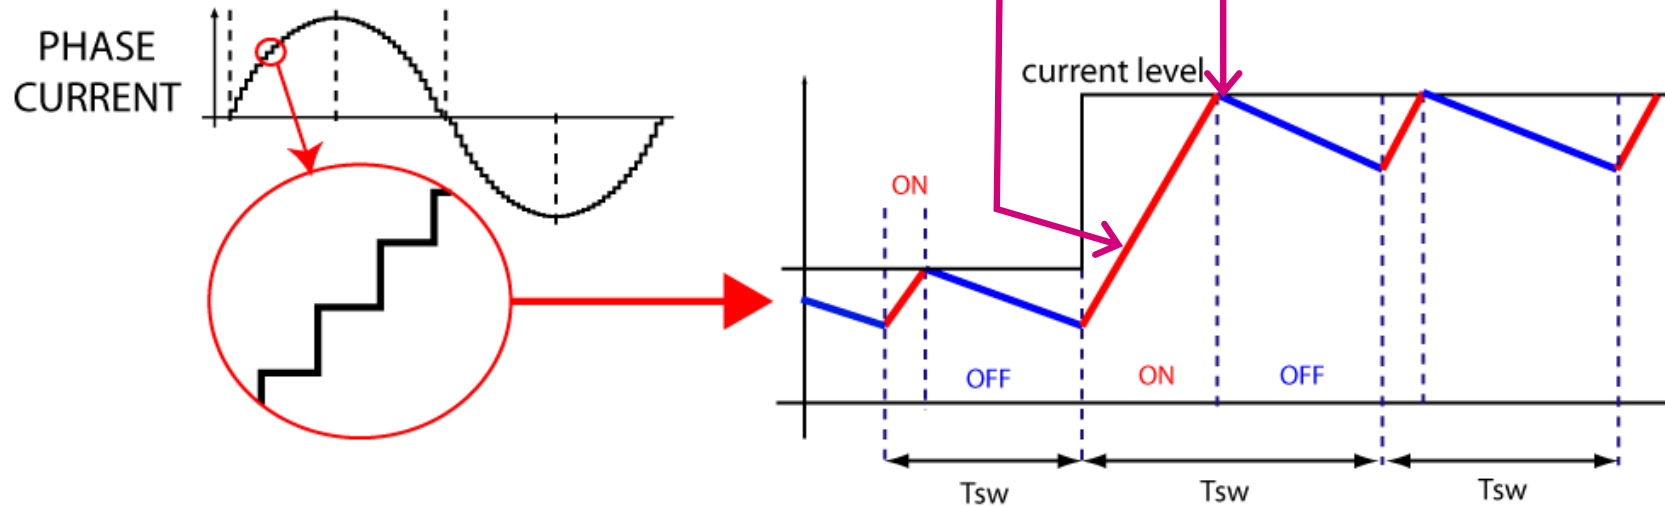 PHASE
CURRENT
current level
ON
OFF
ON
OFF
Tsw
Tsw
Tsw